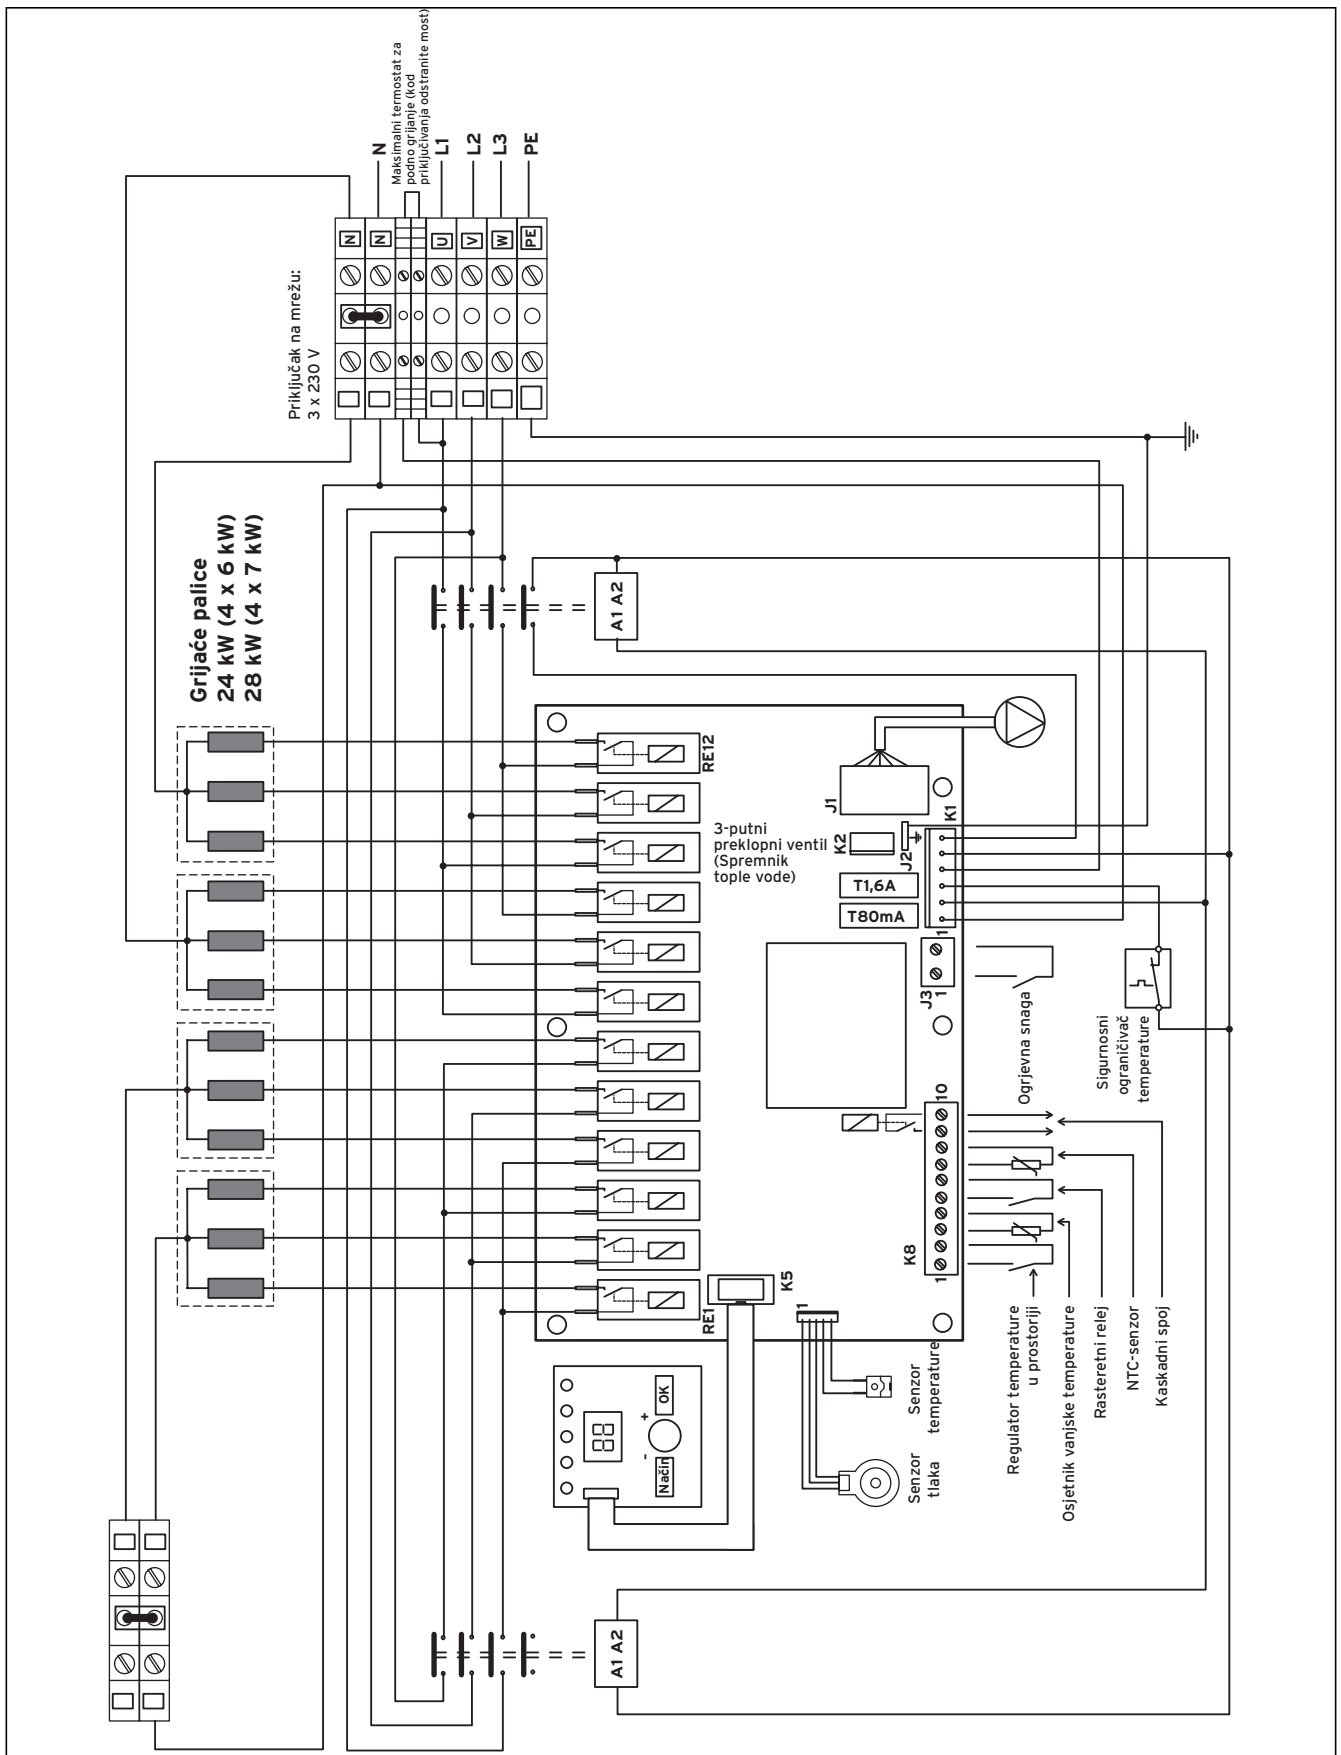 N
Maksimalni termostat za
podno grijanje (kod
priključivanja odstranite most)
L1
L2
L3
PE
N
N
U
V
W
PE
Priključak na mrežu:
3 x 230 V
Grijaće palice
24 kW (4 x 6 kW)
28 kW (4 x 7 kW)
A1 A2
RE12
J1
K1
3-putni
preklopni ventil
(Spremnik
tople vode)
K2
J2
T1,6A
T80mA
1
J3
1
Ogrjevna snaga
Sigurnosni
ograničivač
temperature
10
K8
1
K5
RE1
1
Senzor
temperature
Senzor
tlaka
OK
+
-
Način
Regulator temperature
u prostoriji
Osjetnik vanjske temperature
Rasteretni relej
NTC-senzor
Kaskadni spoj
A1 A2